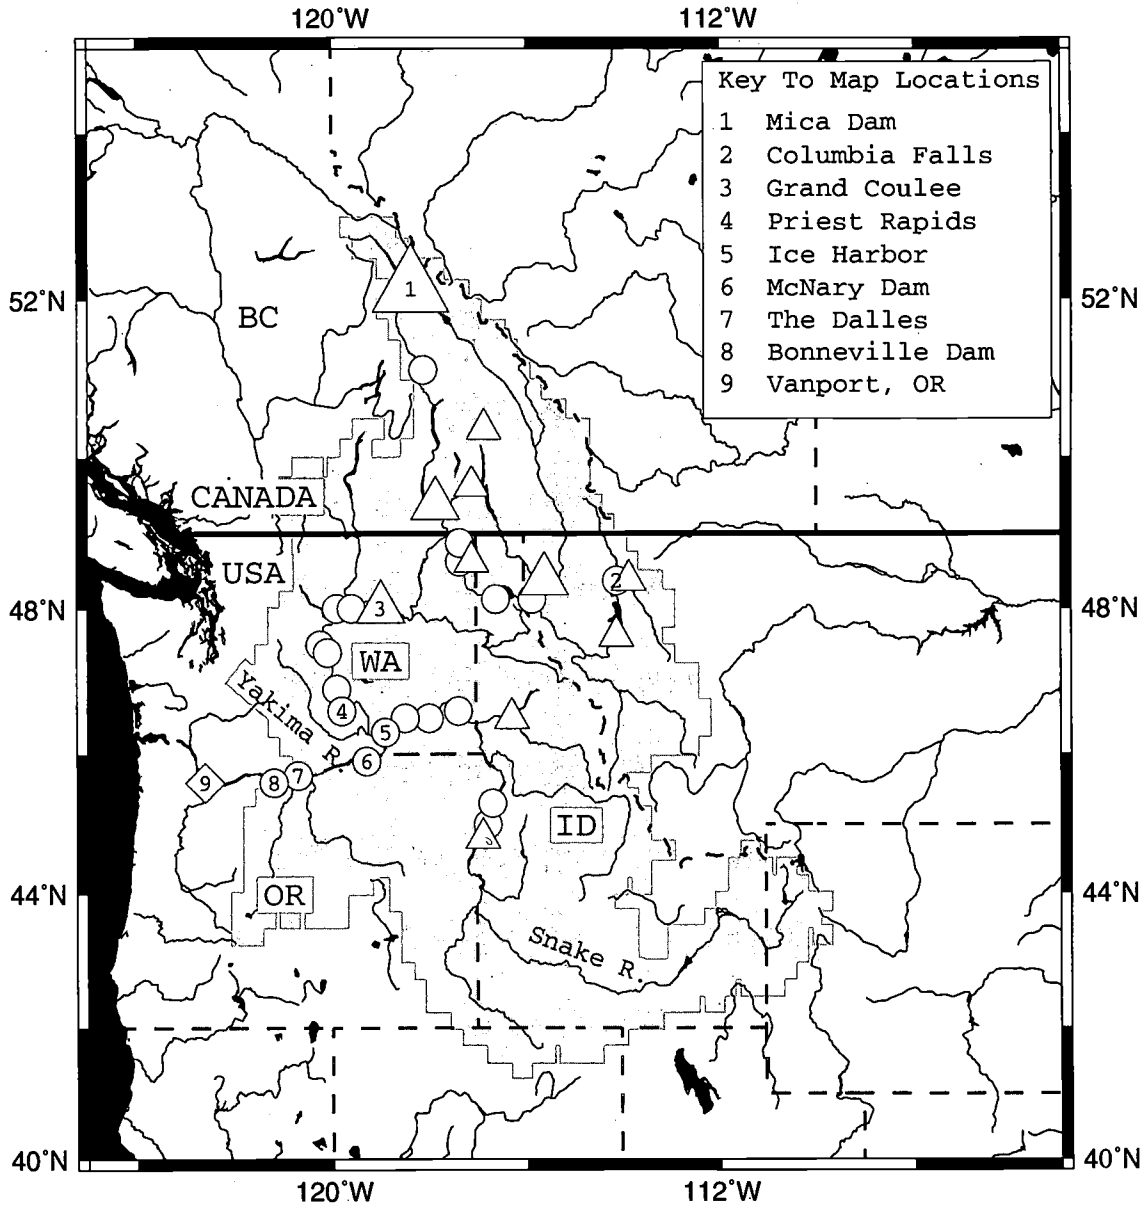 120°W 112°W
Key To Map Locations
1 Mica Dam
2 Columbia Falls
3 Grand Coulee
4 Priest Rapids
5 Ice Harbor
6 McNary Dam
7 The Dalles
8 Bonneville Dam
9 Vanport, OR
1
52°N 52°N
BC
CANADA
USA
2
48°N 3 48°N
WA
Yakima R.
4
5
6
9 8 7
ID
44°N OR 44°N
Snake R.
40°N 40°N
120°W 112°W